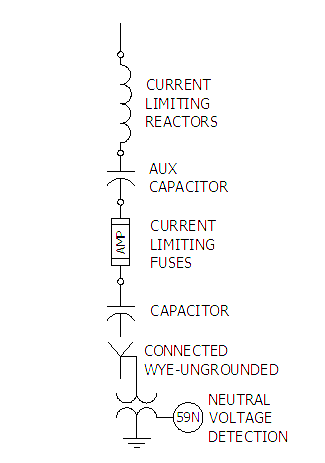 CURRENT
LIMITING
REACTORS
AUX
CAPACITOR
AMP
CURRENT
LIMITING
FUSES
CAPACITOR
CONNECTED
WYE-UNGROUNDED
59N
NEUTRAL
VOLTAGE
DETECTION